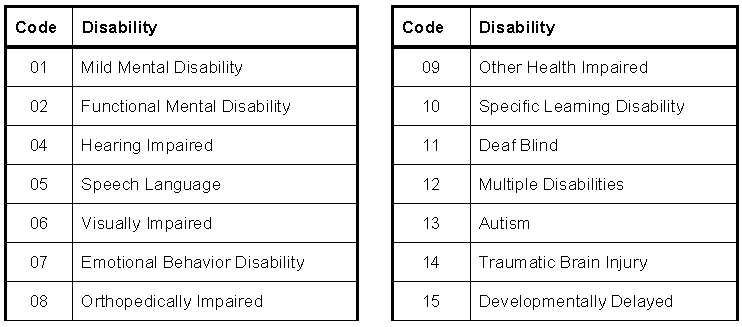 Code Disability
01 Mild Mental Disability
02 Functional Mental Disability
04 Hearing Impaired
05 Speech Language
06 Visually Impaired
07 Emotional Behavior Disability
08 Orthopedically Impaired
Code Disability
09 Other Health Impaired
10 Specific Learning Disability
11 Deaf Blind
12 Multiple Disabilities
13 Autism
14 Traumatic Brain Injury
15 Developmentally Delayed